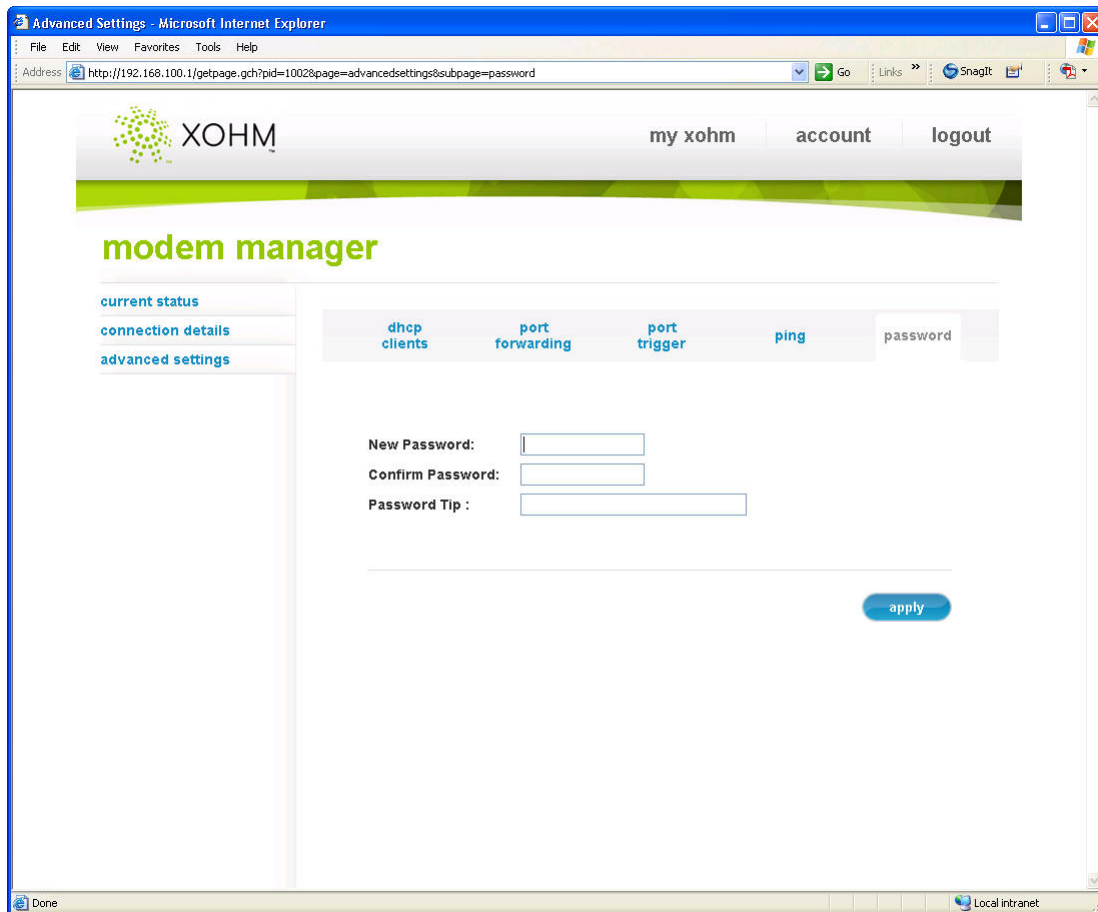 Advanced Settings - Microsoft Internet Explorer
File Edit View Favorites Tools Help
Address http://192.168.100.1/getpage.gch?pid=1002&page=advancedsettings&subpage=password Go Links » SnagIt
XOHM™
my xohm account logout
modem manager
current status
connection details
advanced settings
dhcp clients
port forwarding
port trigger
ping
password
New Password:
Confirm Password:
Password Tip :
apply
Done Local intranet